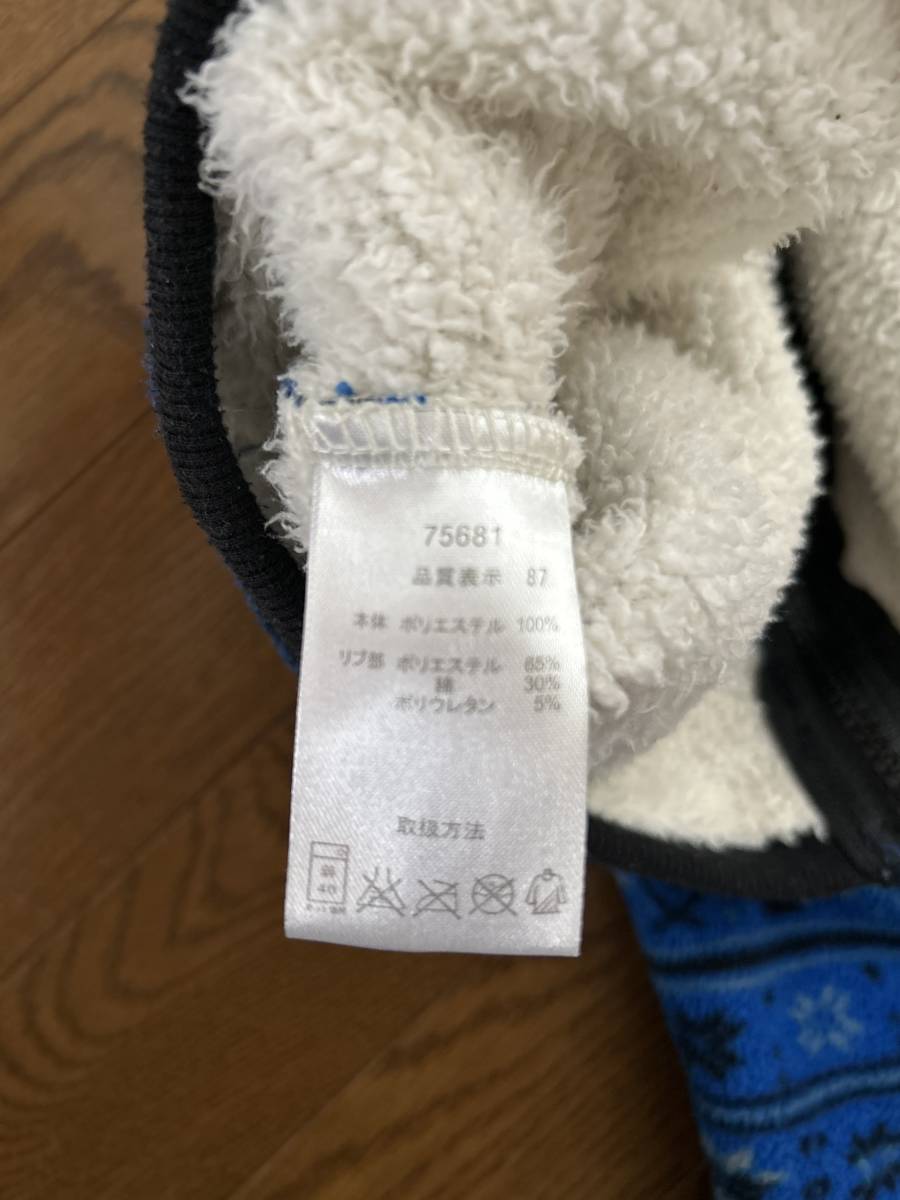 75681
品質表示 87
本体 ポリエステル 100%
リブ部 ポリエステル 65%
綿 30%
ポリウレタン 5%
取扱方法
弱
40